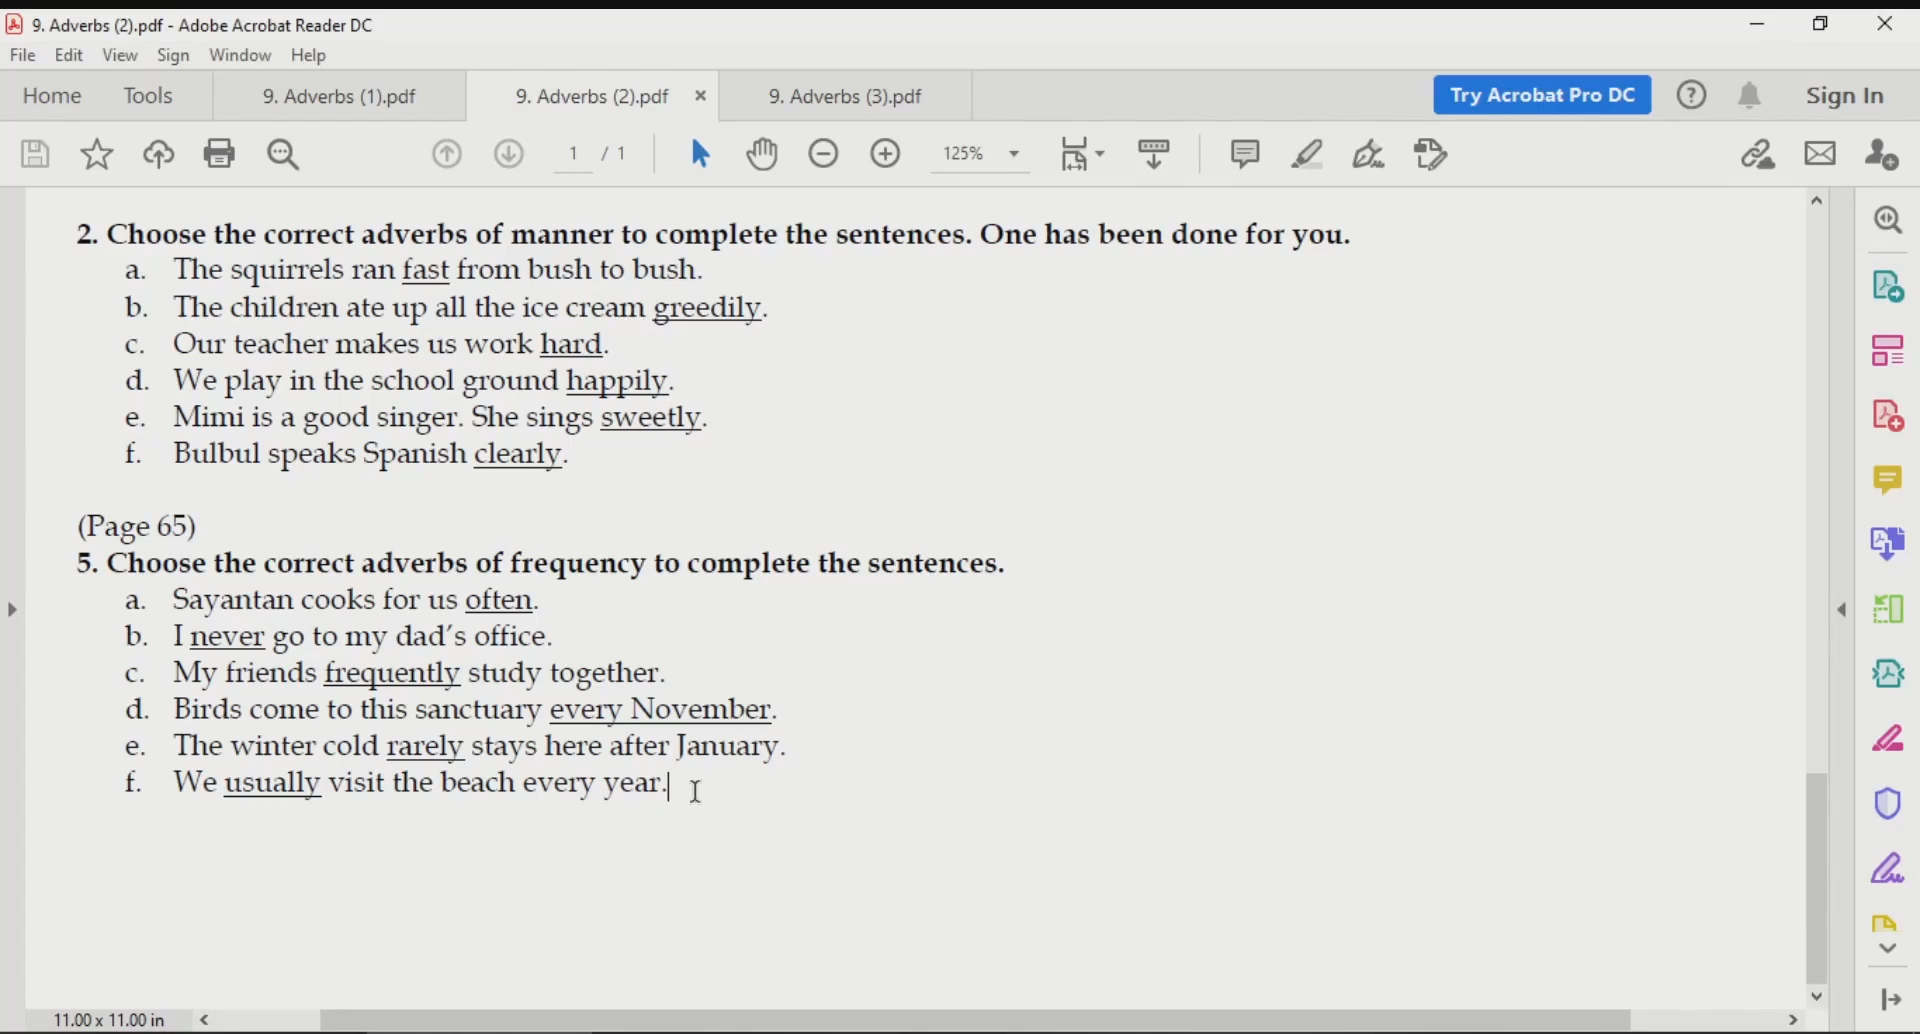 9. Adverbs (2).pdf - Adobe Acrobat Reader DC
File Edit View Sign Window Help
Home Tools 9. Adverbs (1).pdf 9. Adverbs (2).pdf × 9. Adverbs (3).pdf Try Acrobat Pro DC ? Sign In
1 / 1 125%
2. Choose the correct adverbs of manner to complete the sentences. One has been done for you.
a. The squirrels ran fast from bush to bush.
b. The children ate up all the ice cream greedily.
c. Our teacher makes us work hard.
d. We play in the school ground happily.
e. Mimi is a good singer. She sings sweetly.
f. Bulbul speaks Spanish clearly.
(Page 65)
5. Choose the correct adverbs of frequency to complete the sentences.
a. Sayantan cooks for us often.
b. I never go to my dad's office.
c. My friends frequently study together.
d. Birds come to this sanctuary every November.
e. The winter cold rarely stays here after January.
f. We usually visit the beach every year.
11.00 x 11.00 in